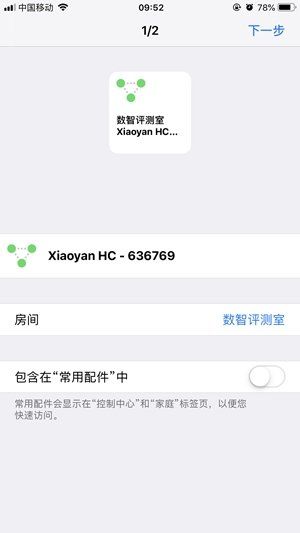 中国移动
09:52
78%
1/2
下一步
数智评测室
Xiaoyan HC...
Xiaoyan HC - 636769
房间
数智评测室
包含在“常用配件”中
常用配件会显示在“控制中心”和“家庭”标签页，以便您
快速访问。